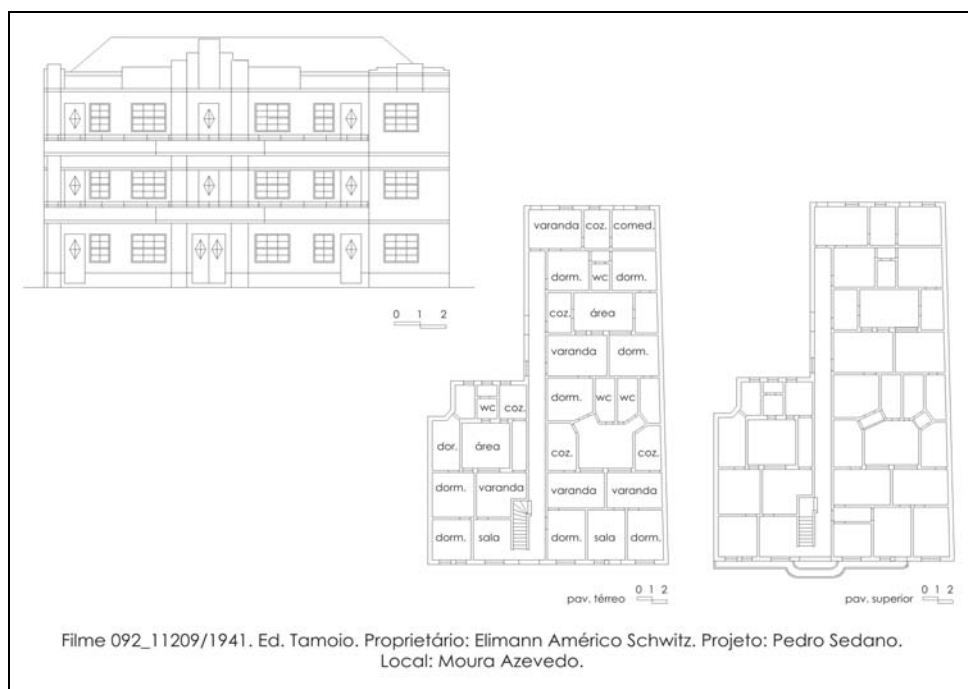 0 1 2
varanda coz. comed.
dorm. wc dorm.
coz. área
varanda dorm.
dorm. wc wc
wc coz.
dor. área
coz. coz.
dorm. varanda
varanda varanda
dorm. sala
dorm. sala dorm.
pav. térreo 0 1 2
pav. superior 0 1 2
Filme 092_11209/1941. Ed. Tamoio. Proprietário: Elimann Américo Schwitz. Projeto: Pedro Sedano.
Local: Moura Azevedo.